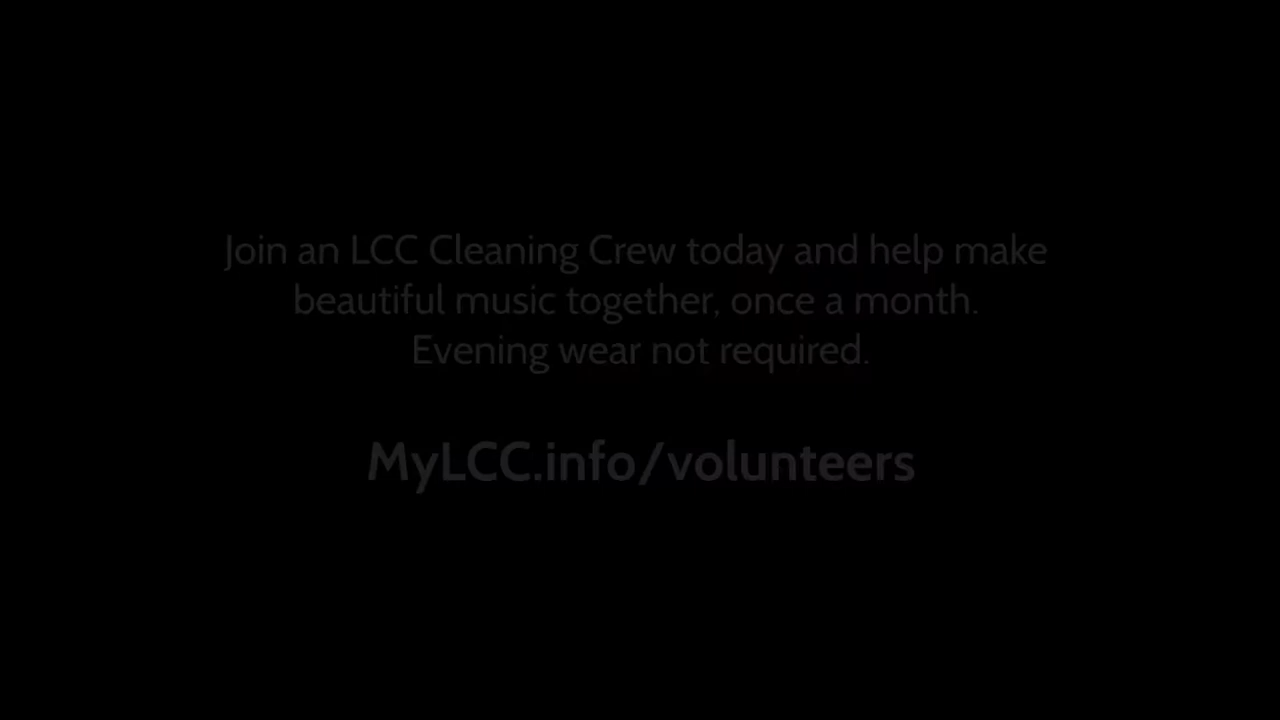 Join an LCC Cleaning Crew today and help make
beautiful music together, once a month.
Evening wear not required.
MyLCC.info/volunteers